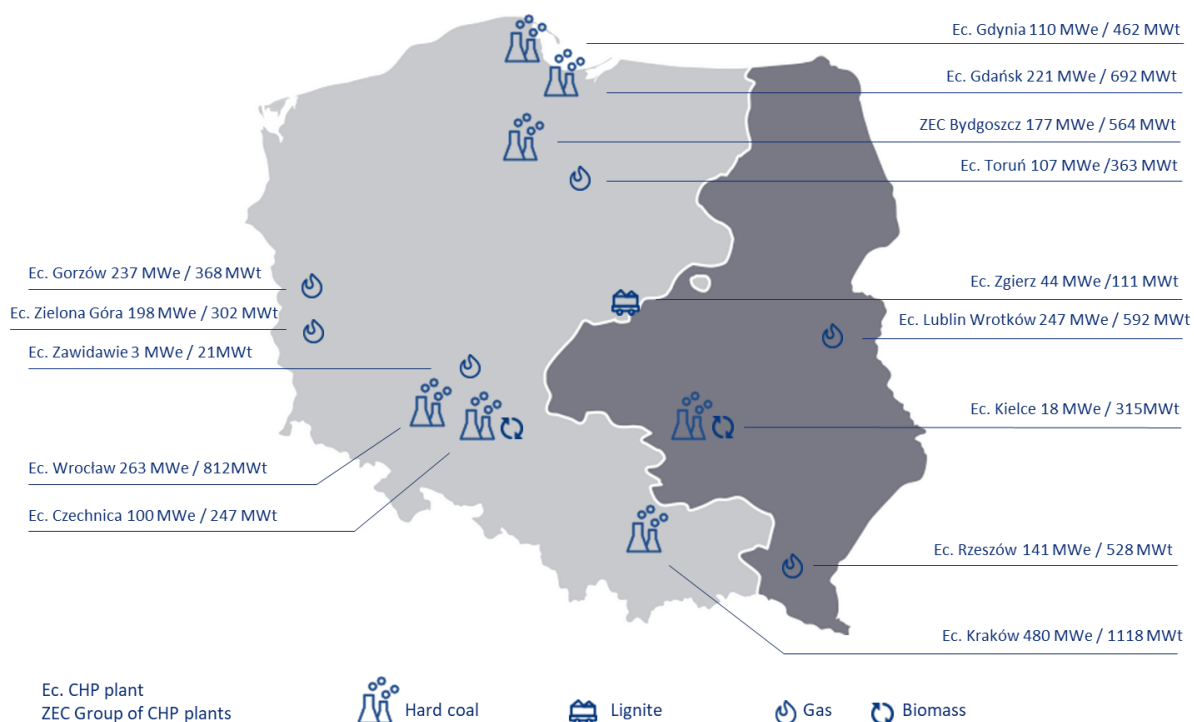 Ec. Gdynia 110 MWe / 462 MWt
Ec. Gdańsk 221 MWe / 692 MWt
ZEC Bydgoszcz 177 MWe / 564 MWt
Ec. Toruń 107 MWe /363 MWt
Ec. Gorzów 237 MWe / 368 MWt
Ec. Zielona Góra 198 MWe / 302 MWt
Ec. Zawidawie 3 MWe / 21MWt
Ec. Wrocław 263 MWe / 812MWt
Ec. Czechnica 100 MWe / 247 MWt
Ec. Zgierz 44 MWe /111 MWt
Ec. Lublin Wrotków 247 MWe / 592 MWt
Ec. Kielce 18 MWe / 315MWt
Ec. Rzeszów 141 MWe / 528 MWt
Ec. Kraków 480 MWe / 1118 MWt
Ec. CHP plant
ZEC Group of CHP plants
Hard coal
Lignite
Gas
Biomass